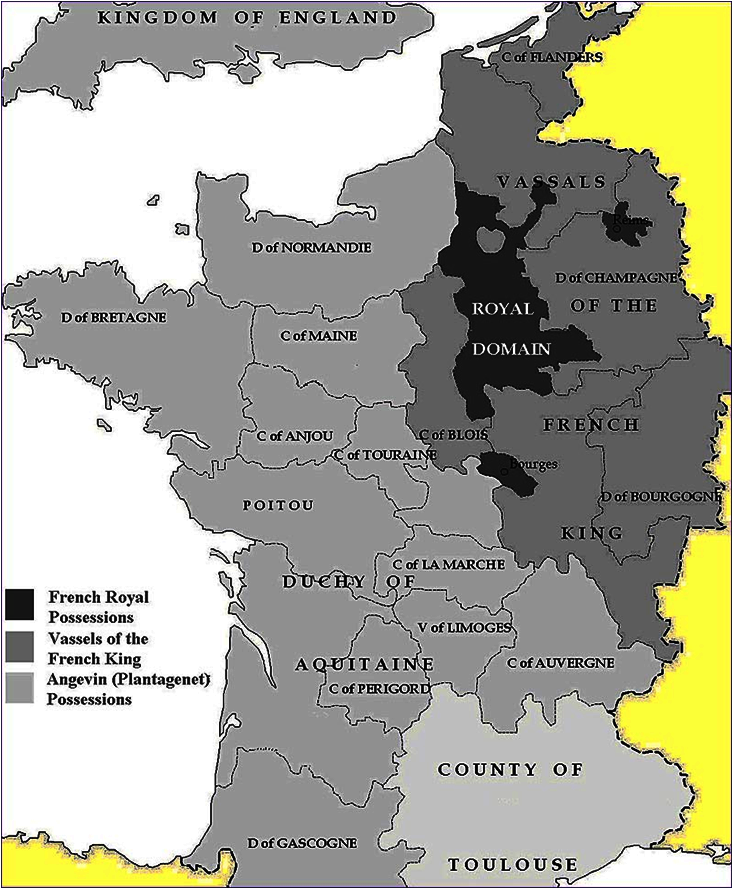 KINGDOM OF ENGLAND
C of FLANDERS
VASSALS
Reims
D of NORMANDIE
D of CHAMPAGNE
OF THE
ROYAL
D of BRETAGNE
C of MAINE
DOMAIN
FRENCH
C of ANJOU
C of BLOIS
C of TOURAINE
Bourges
D of BOURGOGNE
POITOU
KING
C of LA MARCHE
DUCHY OF
French Royal
Possessions
V of LIMOGES
Vassels of the
French King
AQUITAINE
C of AUVERGNE
Angevin (Plantagenet)
Possessions
C of PERIGORD
COUNTY OF
D of GASCOGNE
TOULOUSE